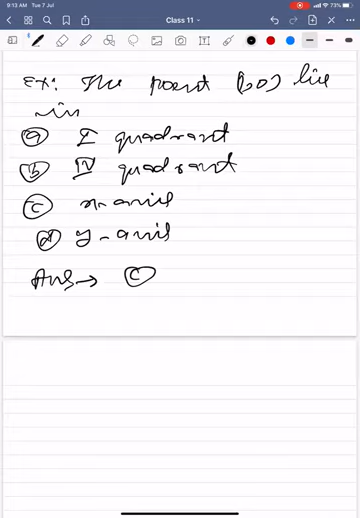 9:13 AM Tue 7 Jul 73%
Class 11
Ex: The point (3,0) lie
in
(a) I quadrant
(b) IV quadrant
(c) x-axis
(d) y-axis
Ans → (c)